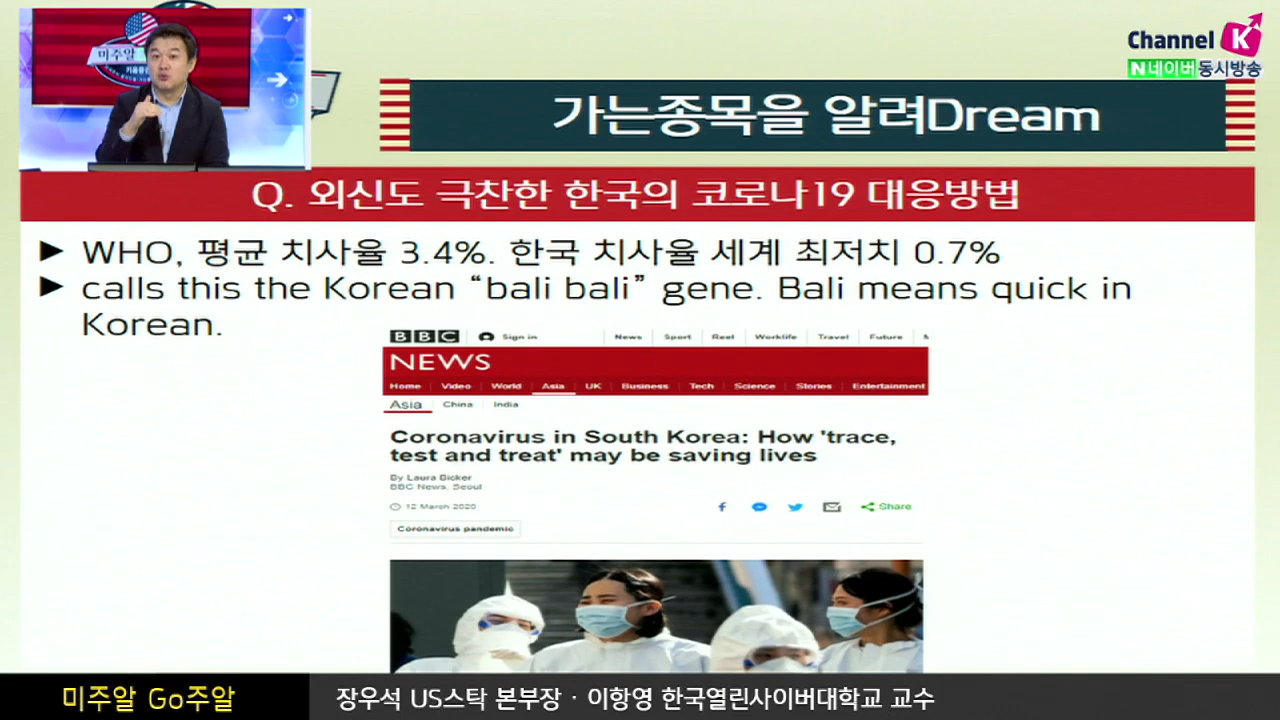 미주알
Channel K
N 네이버 동시방송
가는종목을 알려Dream
Q. 외신도 극찬한 한국의 코로나19 대응방법
▶ WHO, 평균 치사율 3.4%. 한국 치사율 세계 최저치 0.7%
▶ calls this the Korean “bali bali” gene. Bali means quick in
Korean.
BBC Sign in News Sport Reel Worklife Travel Future M
NEWS
Home Video World Asia UK Business Tech Science Stories Entertainment
Asia China India
Coronavirus in South Korea: How 'trace,
test and treat' may be saving lives
By Laura Bicker
BBC News, Seoul
12 March 2020 Share
Coronavirus pandemic
미주알 Go주알 장우석 US스탁 본부장 · 이항영 한국열린사이버대학교 교수